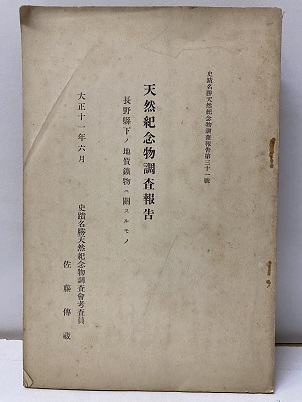 史蹟名勝天然紀念物調査報告第三十一號
天然紀念物調査報告
長野縣下ノ地質鑛物ニ關スルモノ
大正十一年六月
史蹟名勝天然紀念物調査會考査員
佐藤傳藏